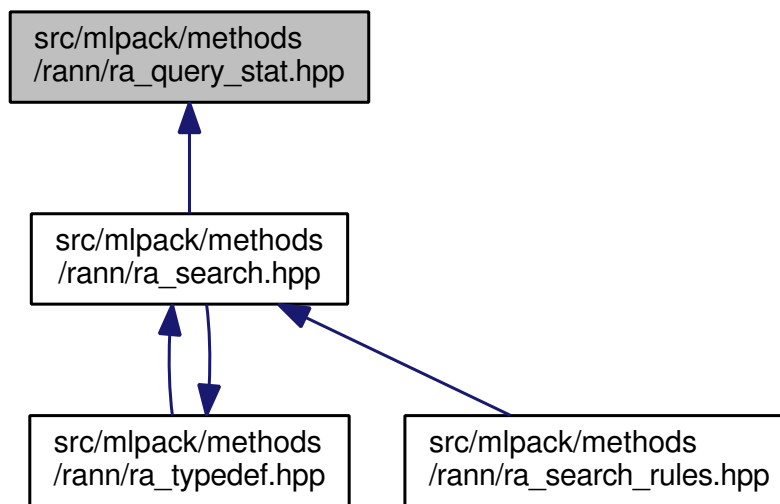 src/mlpack/methods
/rann/ra_query_stat.hpp
src/mlpack/methods
/rann/ra_search.hpp
src/mlpack/methods
/rann/ra_typedef.hpp
src/mlpack/methods
/rann/ra_search_rules.hpp